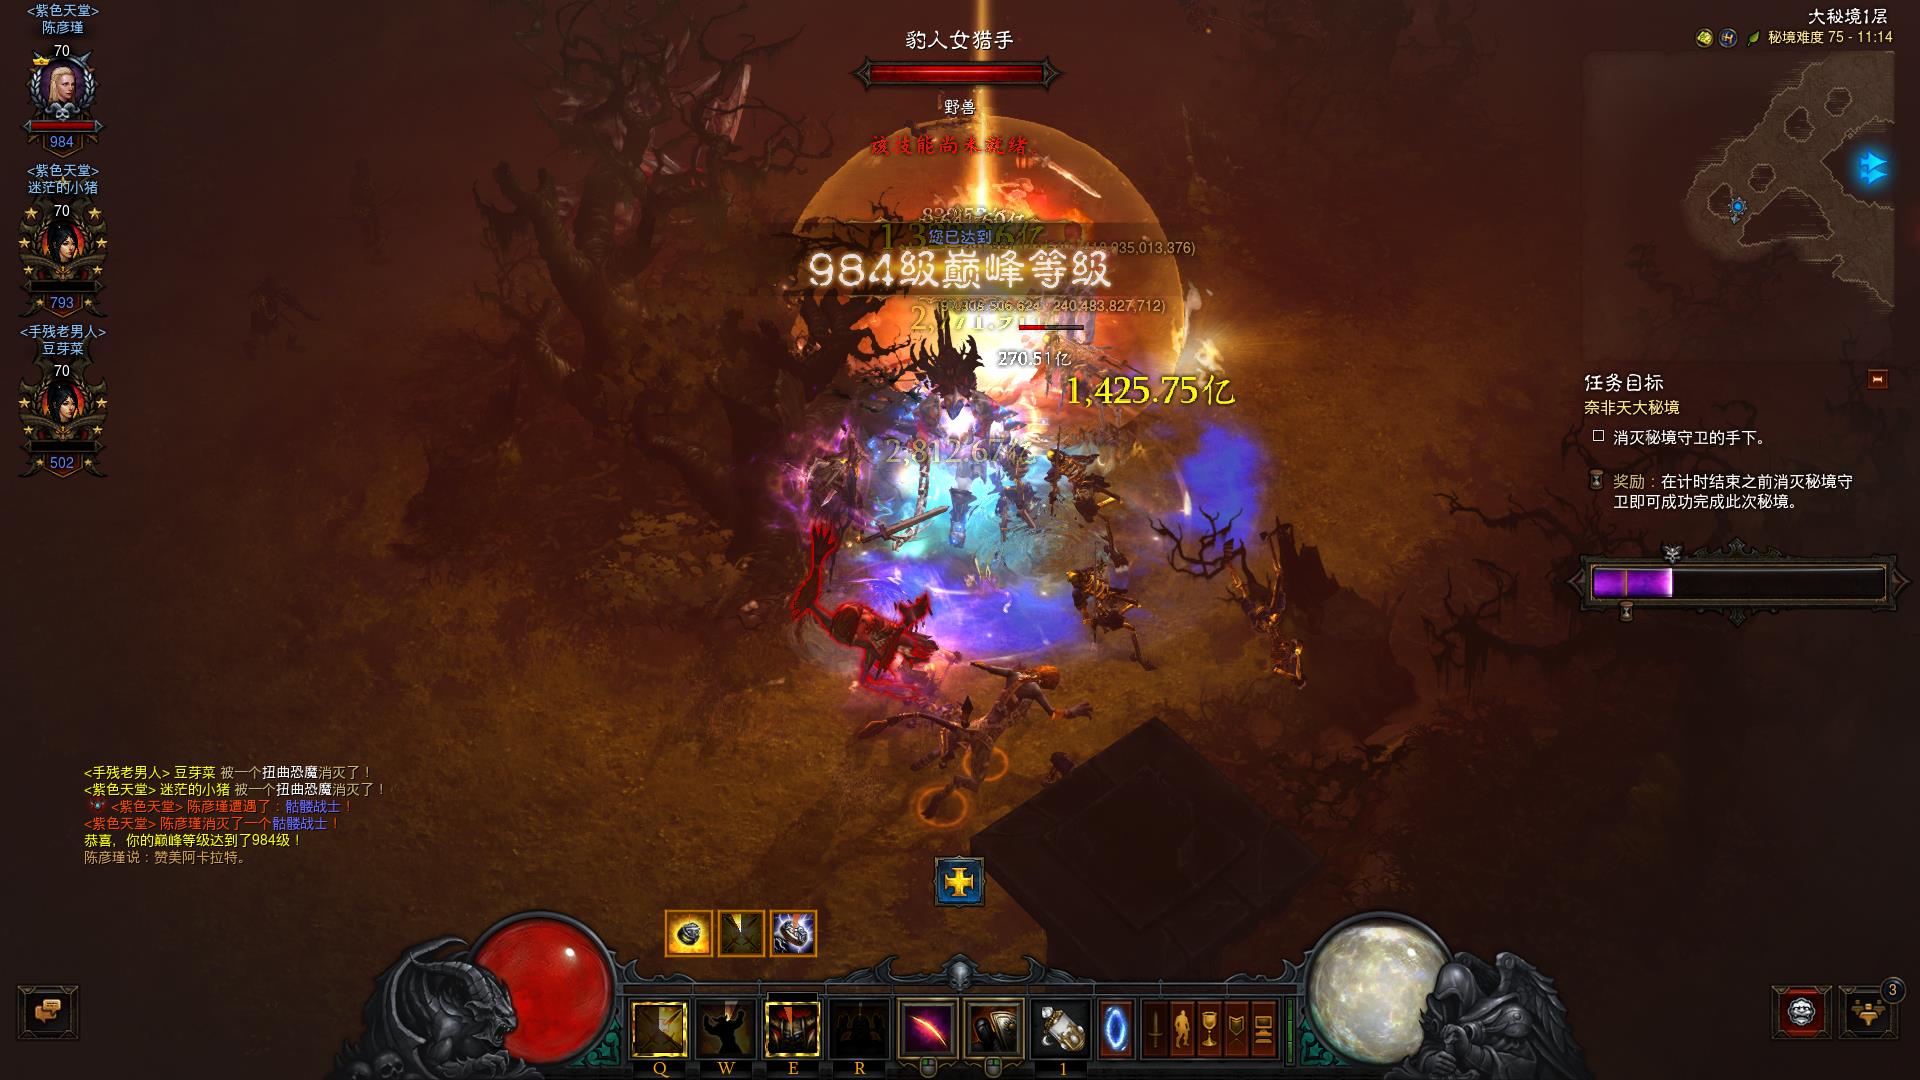 <紫色天堂>
陈彦瑾
70
984
<紫色天堂>
迷茫的小猪
70
793
<手残老男人>
豆芽菜
70
502
豹人女猎手
野兽
该技能尚未就绪。
您已达到
984级巅峰等级
270.51亿
1,425.75亿
2,812.67亿
大秘境1层
秘境难度 75 - 11:14
任务目标
奈非天大秘境
消灭秘境守卫的手下。
奖励：在计时结束之前消灭秘境守
卫即可成功完成此次秘境。
<手残老男人> 豆芽菜 被一个扭曲恐魔消灭了！
<紫色天堂> 迷茫的小猪 被一个扭曲恐魔消灭了！
<紫色天堂> 陈彦瑾遭遇了：骷髅战士！
<紫色天堂> 陈彦瑾消灭了一个骷髅战士！
恭喜，你的巅峰等级达到了984级！
陈彦瑾说：赞美阿卡拉特。
Q
W
E
R
1
3